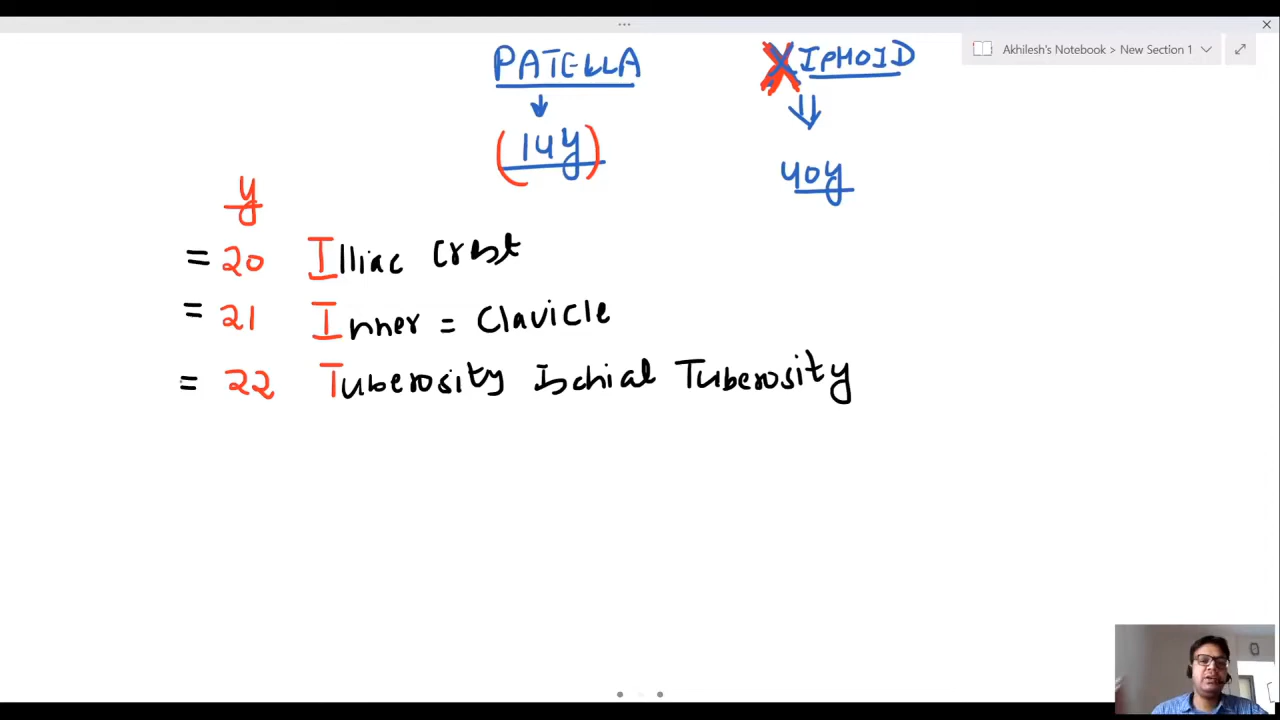 Akhilesh's Notebook > New Section 1
PATELLA XIPHOID
(14y) 40y
y
= 20 Illiac Crest
= 21 Inner = Clavicle
= 22 Tuberosity Ischial Tuberosity